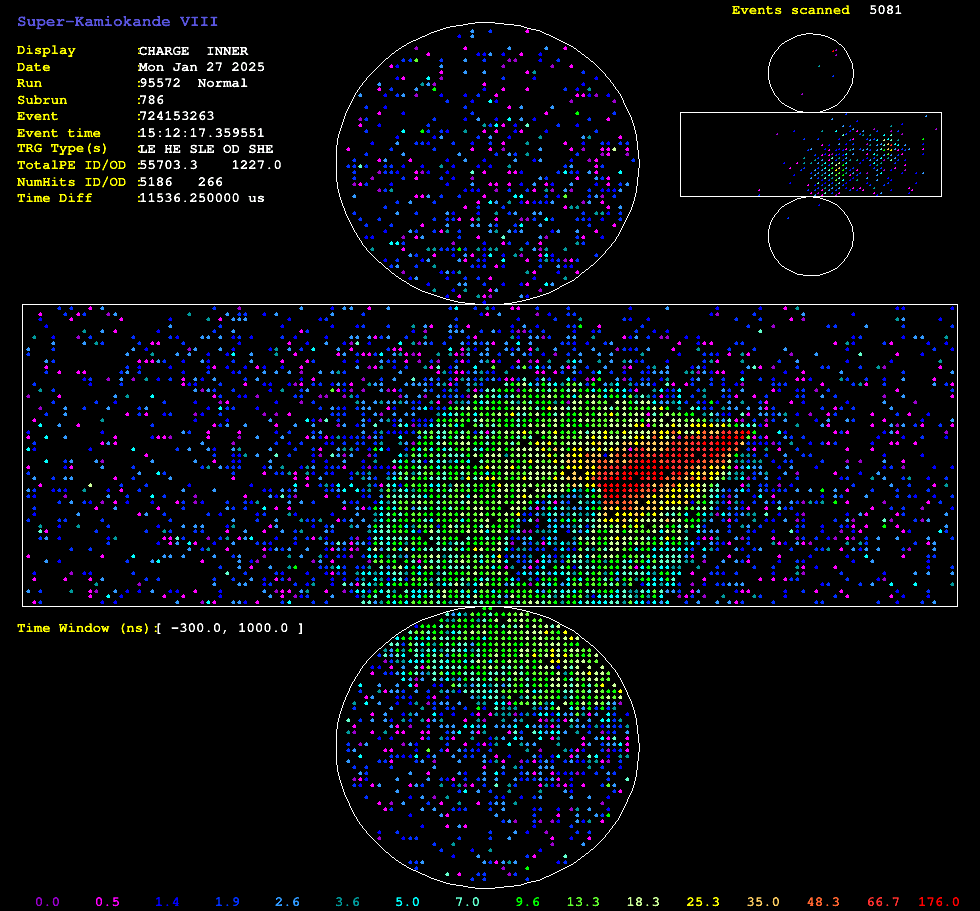 Super-Kamiokande VIII
Events scanned 5081
Display :CHARGE INNER
Date :Mon Jan 27 2025
Run :95572 Normal
Subrun :786
Event :724153263
Event time :15:12:17.359551
TRG Type(s) :LE HE SLE OD SHE
TotalPE ID/OD :55703.3 1227.0
NumHits ID/OD :5186 266
Time Diff :11536.250000 us
Time Window (ns):[ -300.0, 1000.0 ]
0.0 0.5 1.4 1.9 2.6 3.6 5.0 7.0 9.6 13.3 18.3 25.3 35.0 48.3 66.7 176.0